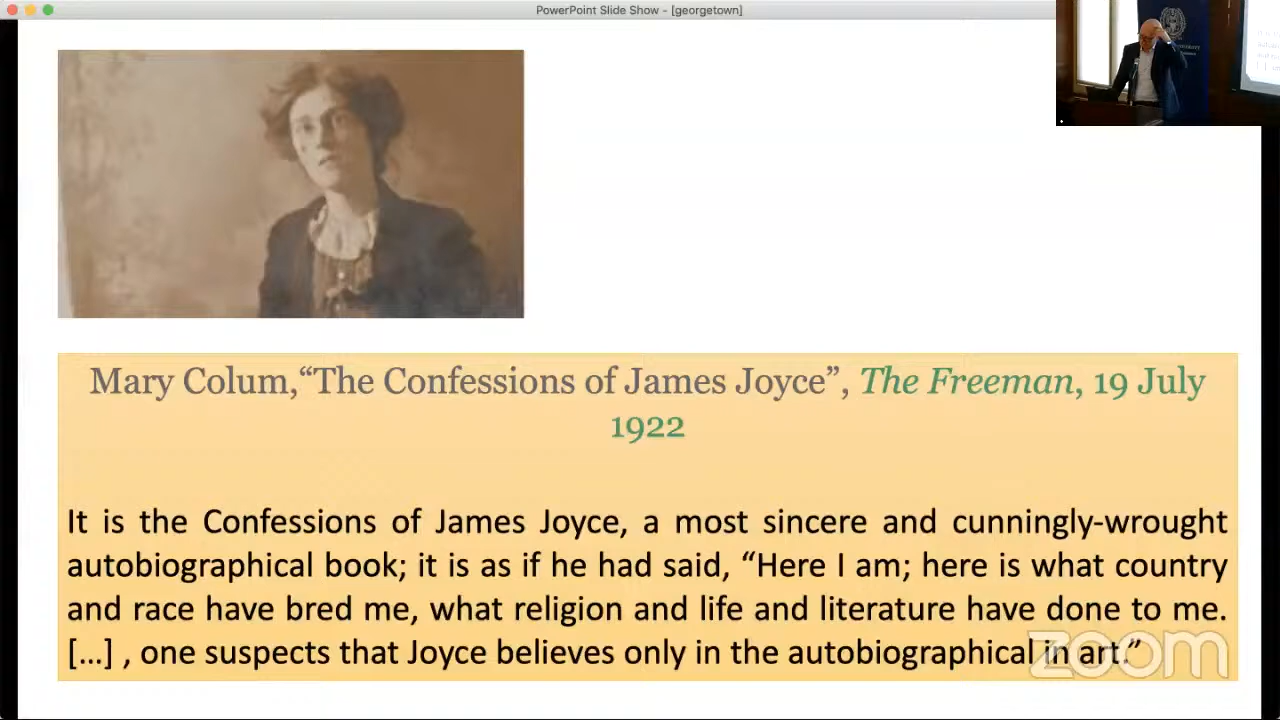 PowerPoint Slide Show - [georgetown]
Mary Colum,“The Confessions of James Joyce”, The Freeman, 19 July
1922
It is the Confessions of James Joyce, a most sincere and cunningly-wrought
autobiographical book; it is as if he had said, “Here I am; here is what country
and race have bred me, what religion and life and literature have done to me.
[...] , one suspects that Joyce believes only in the autobiographical in art.”
zoom